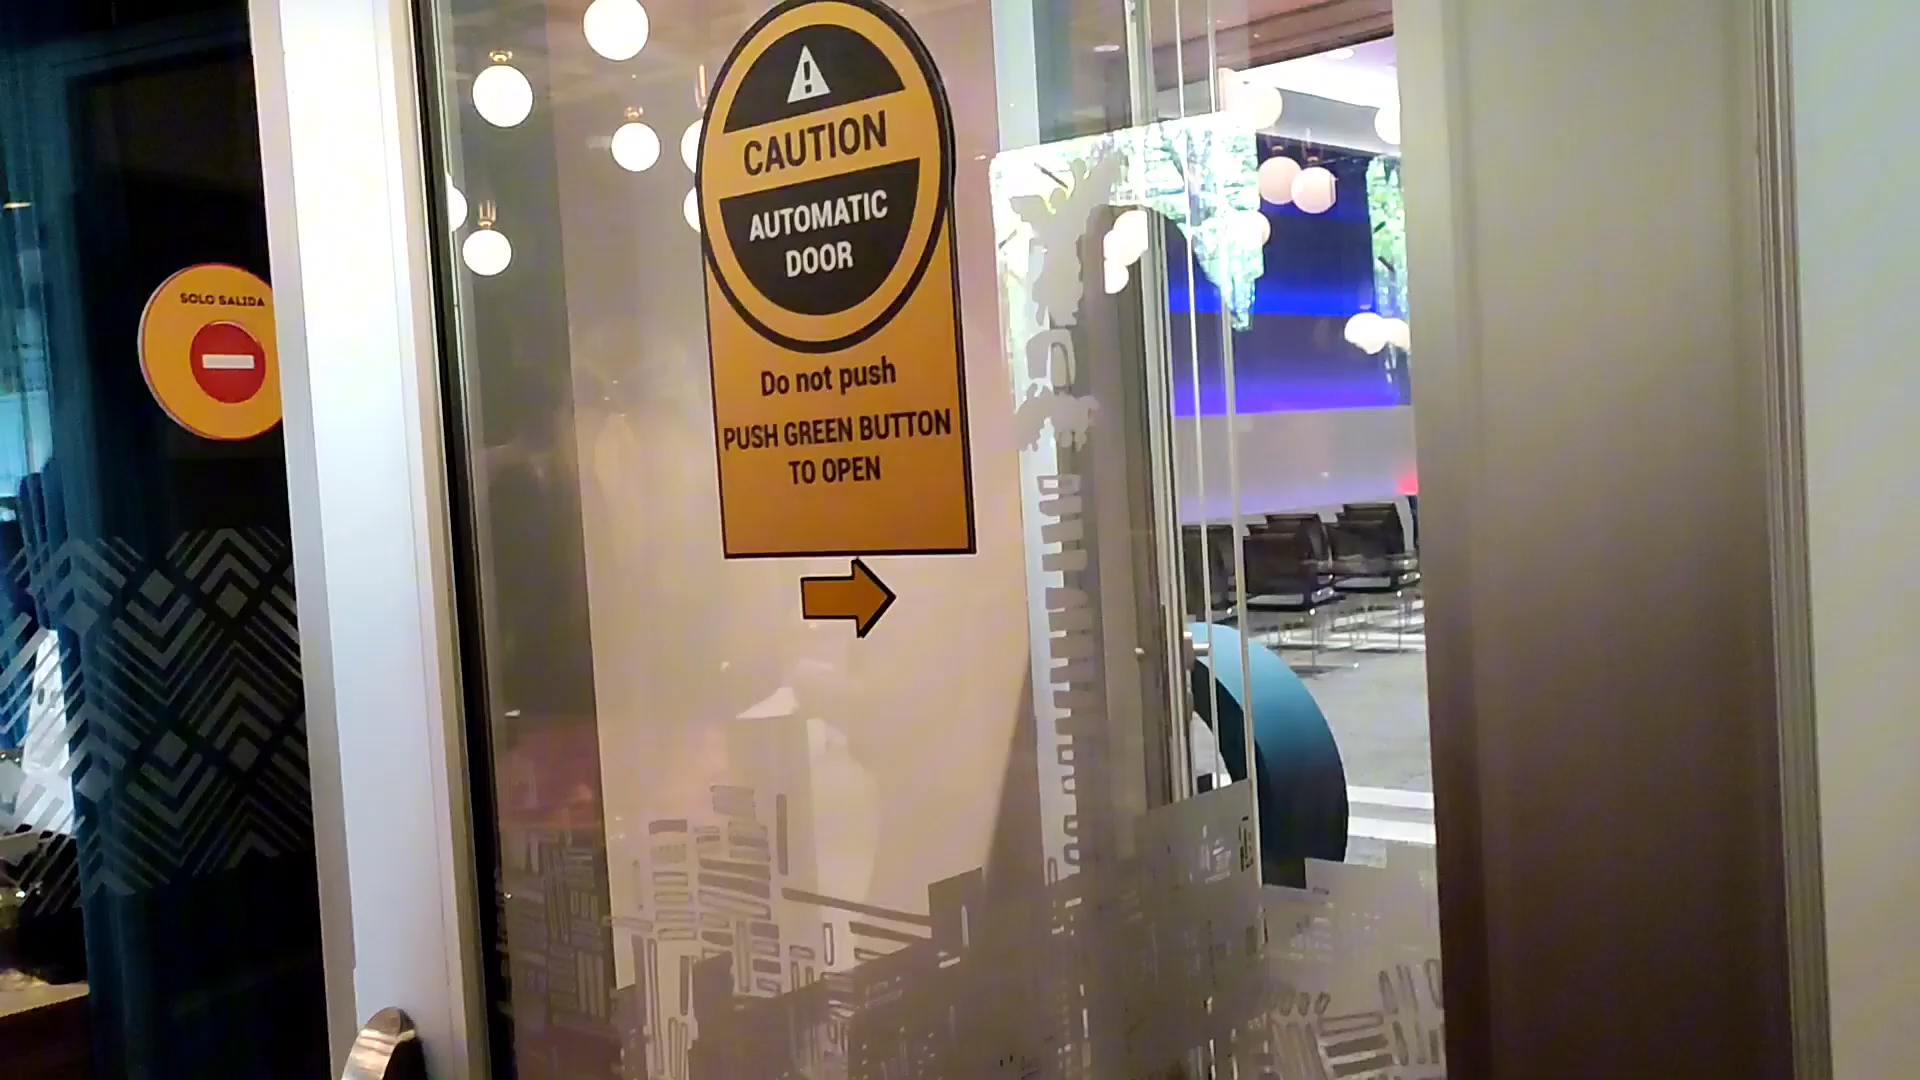 SOLO SALIDA
CAUTION
AUTOMATIC
DOOR
Do not push
PUSH GREEN BUTTON
TO OPEN